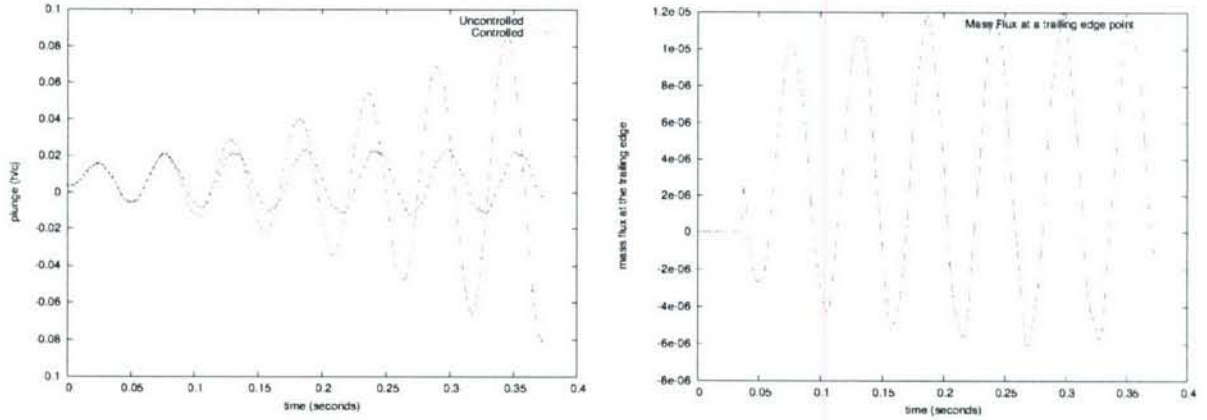 0.1
0.08
0.06
0.04
0.02
0
-0.02
-0.04
-0.06
-0.08
0.1
0
0.05
0.1
0.15
0.2
0.25
0.3
0.35
0.4
plunge (h/c)
time (seconds)
Uncontrolled
Controlled
1.2e-05
1e-05
8e-06
6e-06
4e-06
2e-06
0
-2e-06
-4e-06
-6e-06
-8e-06
0
0.05
0.1
0.15
0.2
0.25
0.3
0.35
0.4
mass flux at the trailing edge
time (seconds)
Mass Flux at a trailing edge point